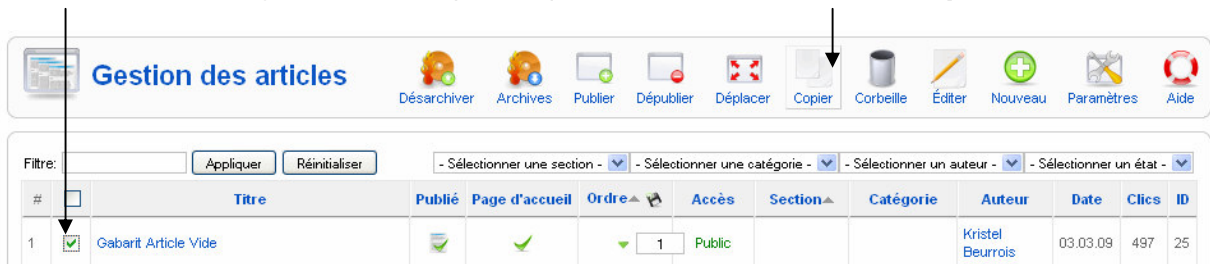 Gestion des articles
Désarchiver Archives Publier Dépublier Déplacer Copier Corbeille Éditer Nouveau Paramètres Aide
Filtre: Appliquer Réinitialiser - Sélectionner une section - - Sélectionner une catégorie - - Sélectionner un auteur - - Sélectionner un état -
# Titre Publié Page d'accueil Ordre Accès Section Catégorie Auteur Date Clics ID
1 Gabarit Article Vide 1 Public Kristel 03.03.09 497 25
Beurrois